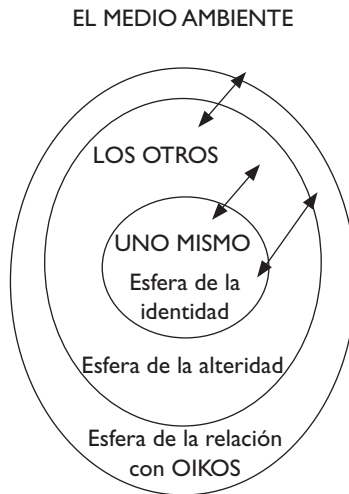 EL MEDIO AMBIENTE
LOS OTROS
UNO MISMO
Esfera de la
identidad
Esfera de la alteridad
Esfera de la relación
con OIKOS